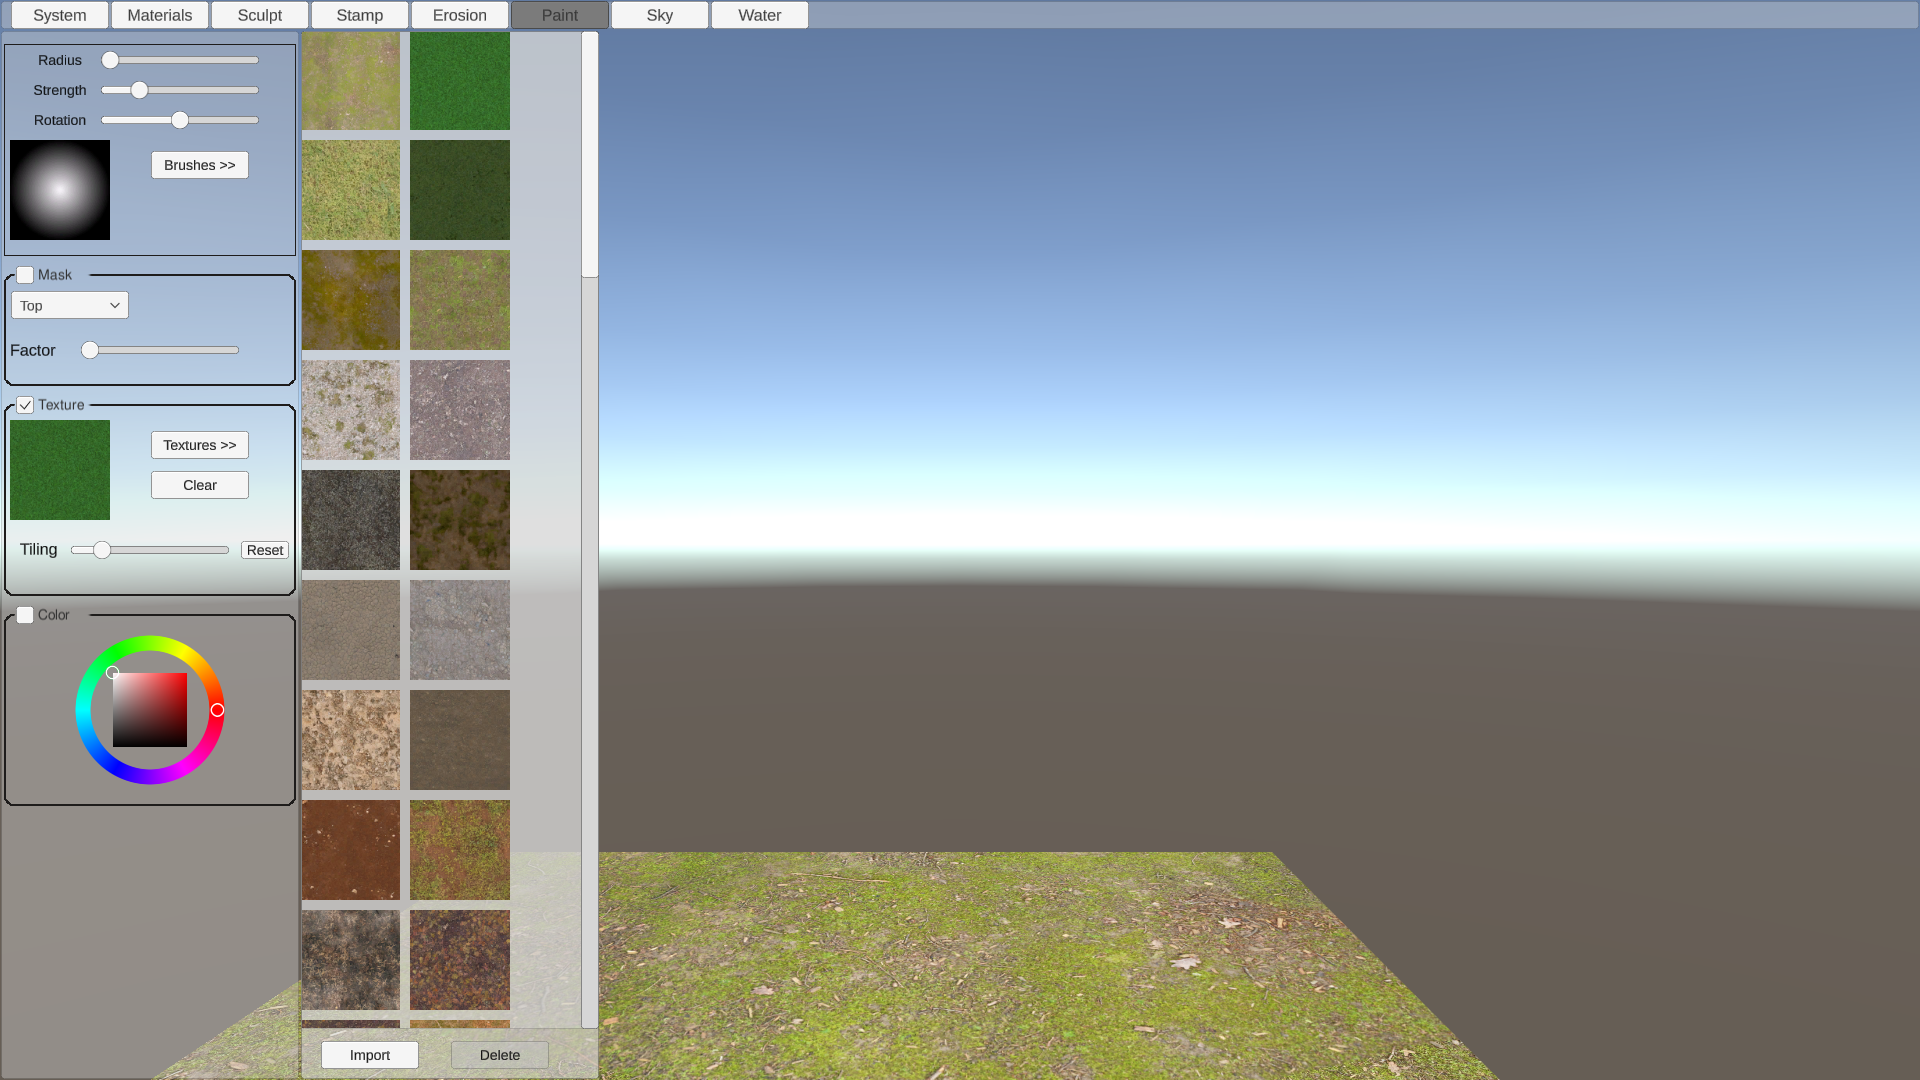 System
Materials
Sculpt
Stamp
Erosion
Paint
Sky
Water
Radius
Strength
Rotation
Brushes >>
Mask
Top
Factor
Texture
Textures >>
Clear
Tiling
Reset
Color
Import
Delete